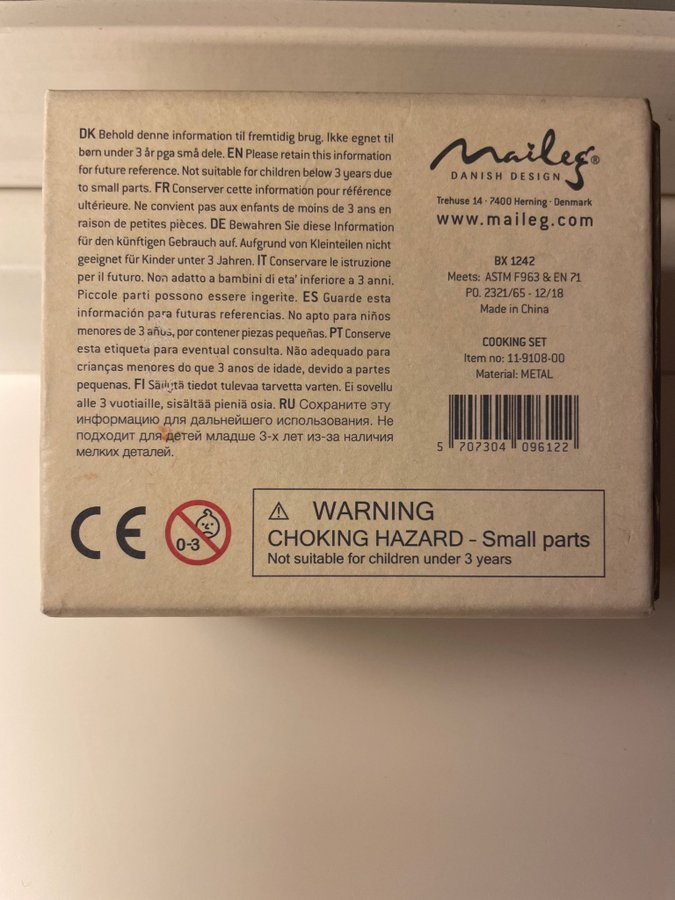 DK Behold denne information til fremtidig brug. Ikke egnet til
børn under 3 år pga små dele. EN Please retain this information
for future reference. Not suitable for children below 3 years due
to small parts. FR Conserver cette information pour référence
ultérieure. Ne convient pas aux enfants de moins de 3 ans en
raison de petites pièces. DE Bewahren Sie diese Information
für den künftigen Gebrauch auf. Aufgrund von Kleinteilen nicht
geeignet für Kinder unter 3 Jahren. IT Conservare le istruzione
per il futuro. Non adatto a bambini di eta' inferiore a 3 anni.
Piccole parti possono essere ingerite. ES Guarde esta
información para futuras referencias. No apto para niños
menores de 3 años, por contener piezas pequeñas. PT Conserve
esta etiqueta para eventual consulta. Não adequado para
crianças menores do que 3 anos de idade, devido a partes
pequenas. FI Säilytä tiedot tulevaa tarvetta varten. Ei sovellu
alle 3 vuotiaille, sisältää pieniä osia. RU Сохраните эту
информацию для дальнейшего использования. Не
подходит для детей младше 3-х лет из-за наличия
мелких деталей.
Maileg®
DANISH DESIGN
Trehuse 14 · 7400 Herning · Denmark
www.maileg.com
BX 1242
Meets: ASTM F963 & EN 71
PO. 2321/65 - 12/18
Made in China
COOKING SET
Item no: 11-9108-00
Material: METAL
5 707304 096122
CE
0-3
⚠ WARNING
CHOKING HAZARD - Small parts
Not suitable for children under 3 years